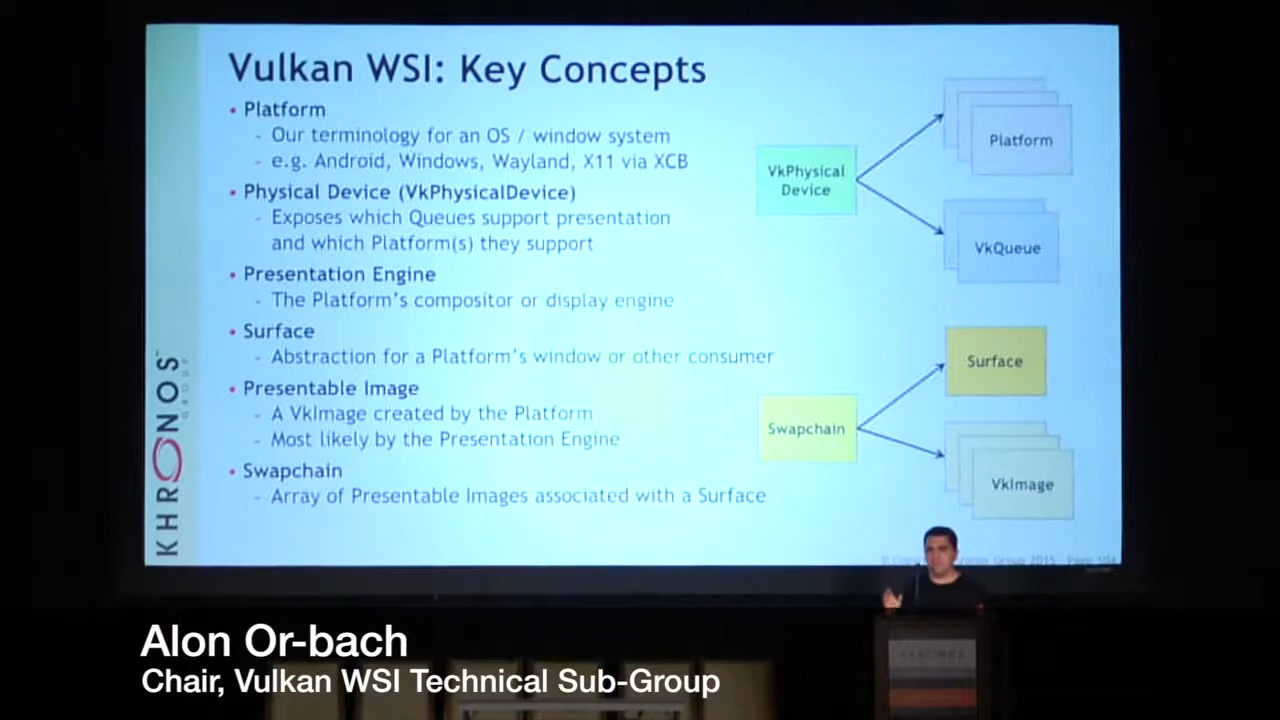 Vulkan WSI: Key Concepts
• Platform
- Our terminology for an OS / window system
- e.g. Android, Windows, Wayland, X11 via XCB
• Physical Device (VkPhysicalDevice)
- Exposes which Queues support presentation
and which Platform(s) they support
• Presentation Engine
- The Platform's compositor or display engine
• Surface
- Abstraction for a Platform's window or other consumer
• Presentable Image
- A VkImage created by the Platform
- Most likely by the Presentation Engine
• Swapchain
- Array of Presentable Images associated with a Surface
VkPhysical
Device
Platform
VkQueue
Surface
Swapchain
VkImage
KHRONOS
GROUP
Group 2015
Alon Or-bach
Chair, Vulkan WSI Technical Sub-Group